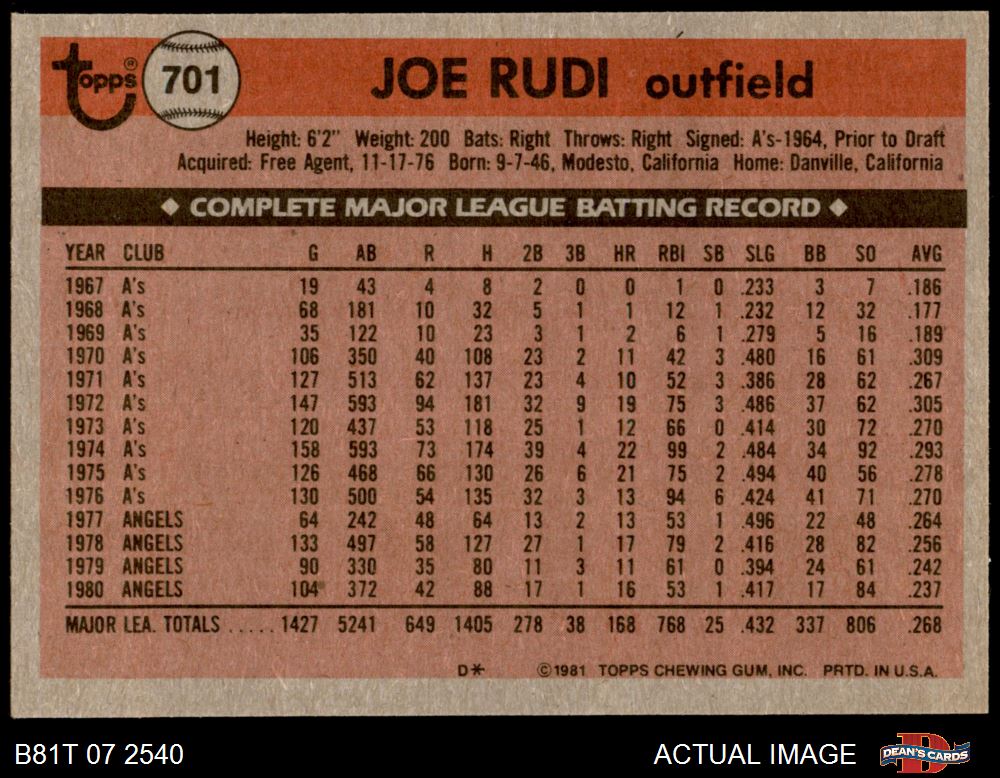 topps® 701 JOE RUDI outfield
Height: 6'2" Weight: 200 Bats: Right Throws: Right Signed: A's-1964, Prior to Draft
Acquired: Free Agent, 11-17-76 Born: 9-7-46, Modesto, California Home: Danville, California
◆ COMPLETE MAJOR LEAGUE BATTING RECORD ◆
YEAR CLUB G AB R H 2B 3B HR RBI SB SLG BB SO AVG
1967 A's 19 43 4 8 2 0 0 1 0 .233 3 7 .186
1968 A's 68 181 10 32 5 1 1 12 1 .232 12 32 .177
1969 A's 35 122 10 23 3 1 2 6 1 .279 5 16 .189
1970 A's 106 350 40 108 23 2 11 42 3 .480 16 61 .309
1971 A's 127 513 62 137 23 4 10 52 3 .386 28 62 .267
1972 A's 147 593 94 181 32 9 19 75 3 .486 37 62 .305
1973 A's 120 437 53 118 25 1 12 66 0 .414 30 72 .270
1974 A's 158 593 73 174 39 4 22 99 2 .484 34 92 .293
1975 A's 126 468 66 130 26 6 21 75 2 .494 40 56 .278
1976 A's 130 500 54 135 32 3 13 94 6 .424 41 71 .270
1977 ANGELS 64 242 48 64 13 2 13 53 1 .496 22 48 .264
1978 ANGELS 133 497 58 127 27 1 17 79 2 .416 28 82 .256
1979 ANGELS 90 330 35 80 11 3 11 61 0 .394 24 61 .242
1980 ANGELS 104 372 42 88 17 1 16 53 1 .417 17 84 .237
MAJOR LEA. TOTALS ..... 1427 5241 649 1405 278 38 168 768 25 .432 337 806 .268
D* ©1981 TOPPS CHEWING GUM, INC. PRTD. IN U.S.A.
B81T 07 2540 ACTUAL IMAGE DEAN'S CARDS